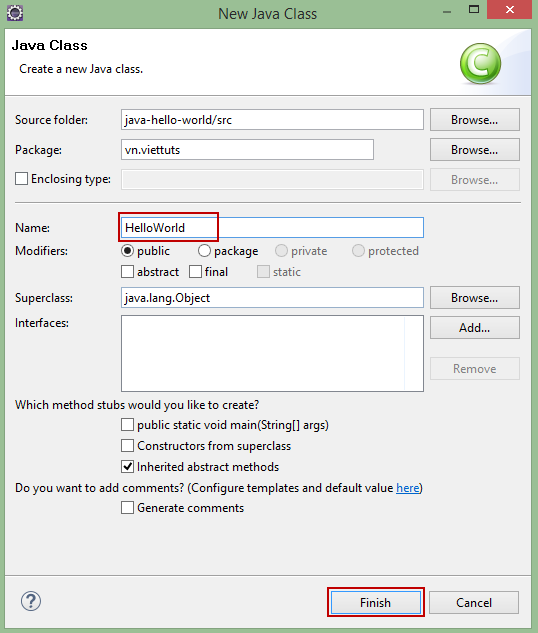 New Java Class
Java Class
Create a new Java class.
C
Source folder: java-hello-world/src Browse...
Package: vn.viettuts Browse...
Enclosing type: Browse...
Name: HelloWorld
Modifiers: public package private protected
abstract final static
Superclass: java.lang.Object Browse...
Interfaces: Add...
Remove
Which method stubs would you like to create?
public static void main(String[] args)
Constructors from superclass
Inherited abstract methods
Do you want to add comments? (Configure templates and default value here)
Generate comments
? Finish Cancel